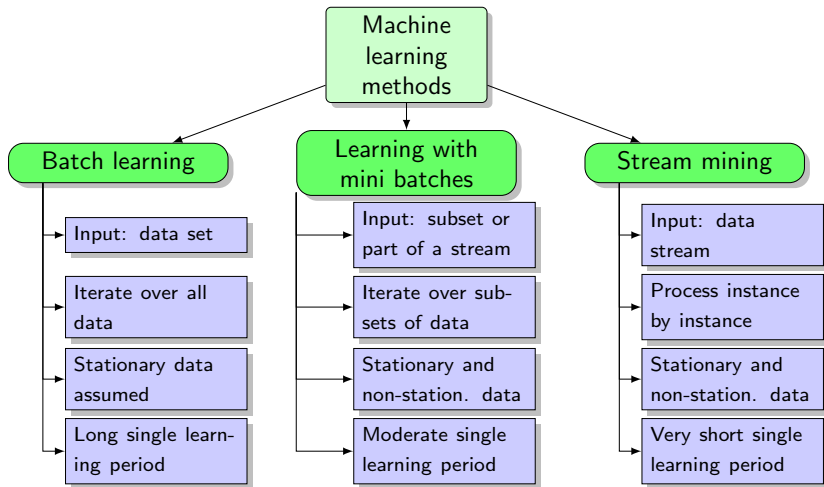 Machine
learning
methods
Batch learning
Input: data set
Iterate over all
data
Stationary data
assumed
Long single learn-
ing period
Learning with
mini batches
Input: subset or
part of a stream
Iterate over sub-
sets of data
Stationary and
non-station. data
Moderate single
learning period
Stream mining
Input: data
stream
Process instance
by instance
Stationary and
non-station. data
Very short single
learning period